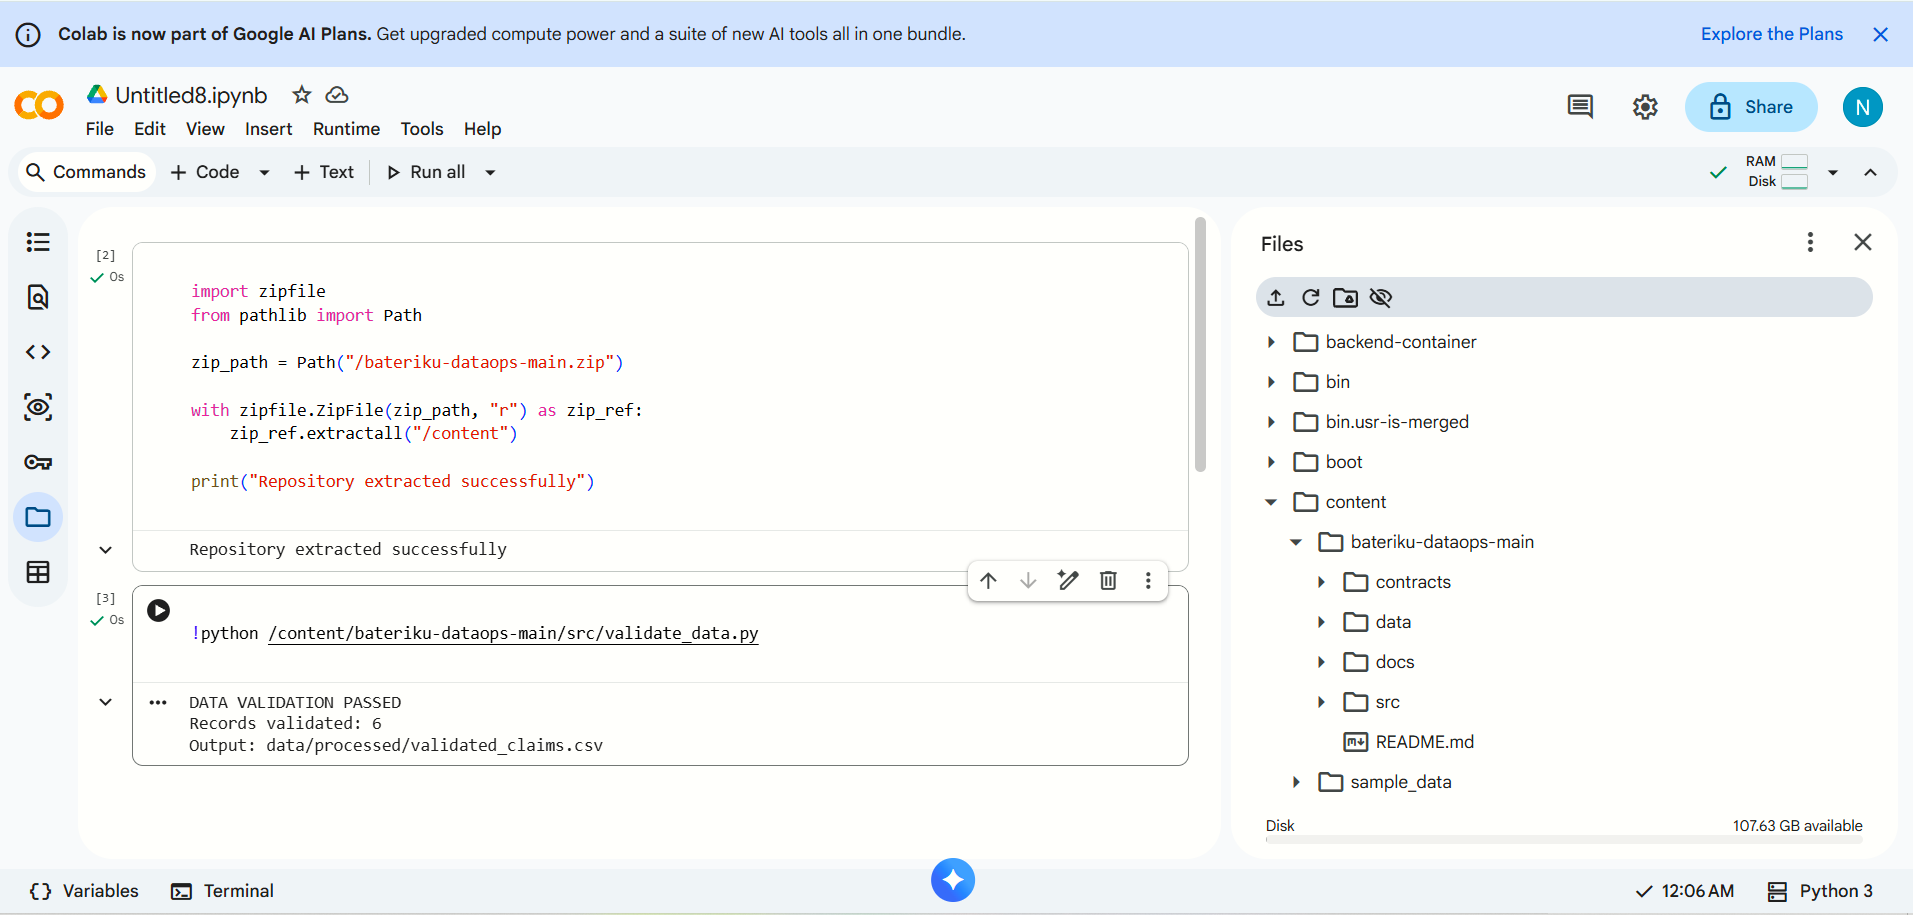 Colab is now part of Google AI Plans. Get upgraded compute power and a suite of new AI tools all in one bundle.
Explore the Plans
Untitled8.ipynb
File Edit View Insert Runtime Tools Help
Share
N
Commands
+ Code
+ Text
Run all
RAM
Disk
[2]
0s
import zipfile
from pathlib import Path
zip_path = Path("/bateriku-dataops-main.zip")
with zipfile.ZipFile(zip_path, "r") as zip_ref:
    zip_ref.extractall("/content")
print("Repository extracted successfully")
Repository extracted successfully
[3]
0s
!python /content/bateriku-dataops-main/src/validate_data.py
DATA VALIDATION PASSED
Records validated: 6
Output: data/processed/validated_claims.csv
Files
backend-container
bin
bin.usr-is-merged
boot
content
bateriku-dataops-main
contracts
data
docs
src
README.md
sample_data
Disk
107.63 GB available
Variables
Terminal
12:06 AM
Python 3